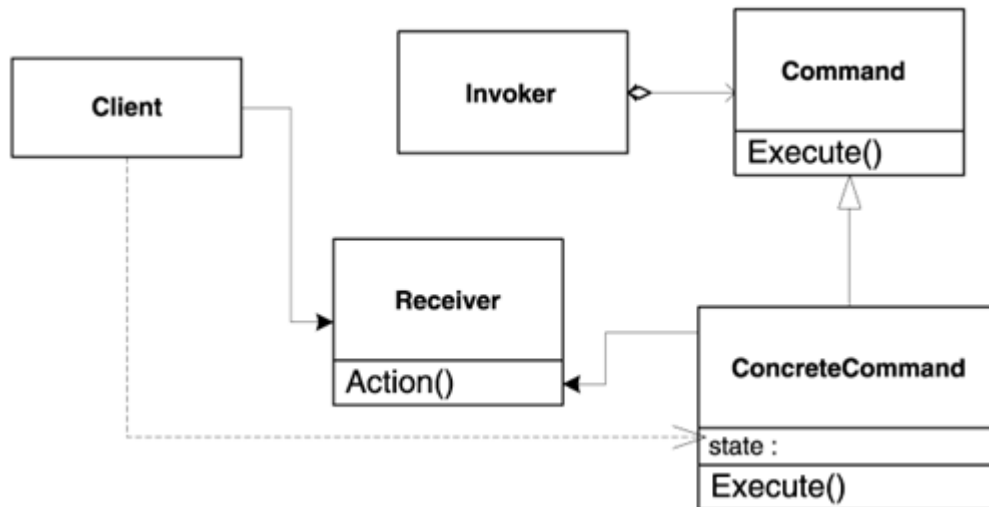 Client
Invoker
Command
Execute()
Receiver
Action()
ConcreteCommand
state :
Execute()